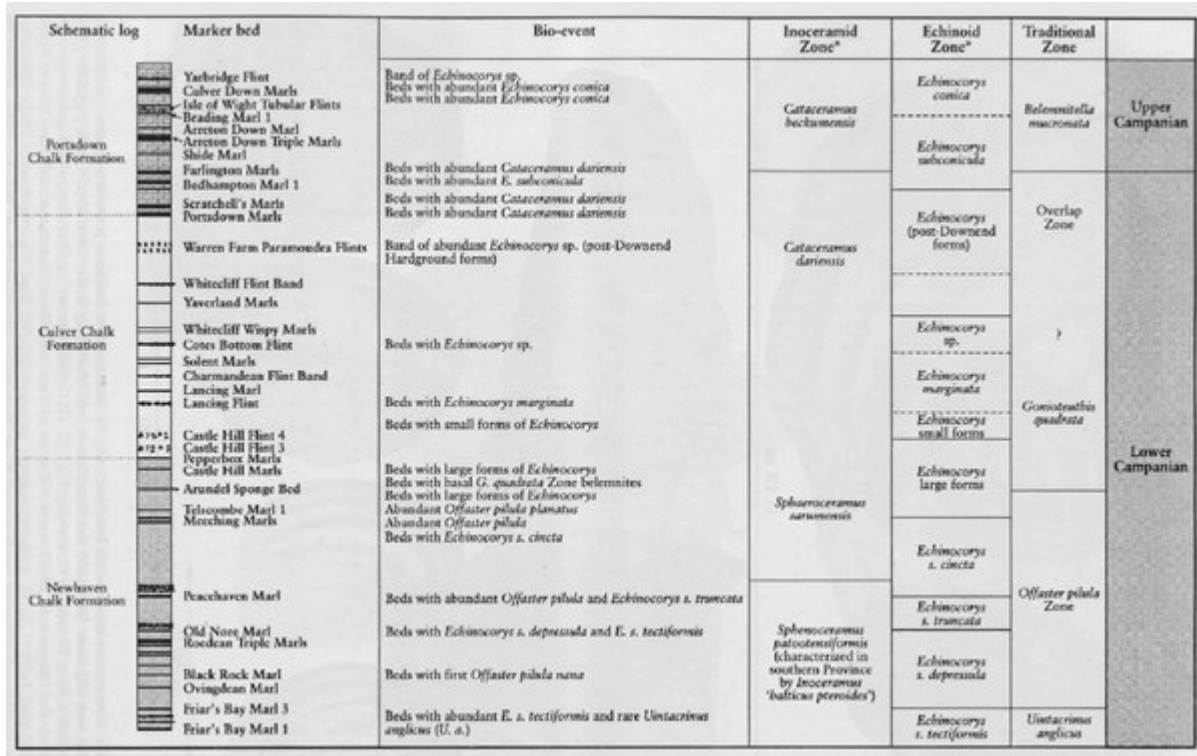 Schematic log
Marker bed
Bio-event
Inoceramid
Zone*
Echinoid
Zone*
Traditional
Zone
Portsdown
Chalk Formation
Culver Chalk
Formation
Newhaven
Chalk Formation
Yarbridge Flint
Culver Down Marls
Isle of Wight Tubular Flints
Brading Marl 1
Arreton Down Marl
Arreton Down Triple Marls
Shide Marl
Farlington Marls
Bedhampton Marl 1
Scratchell's Marls
Portsdown Marls
Warren Farm Paramoudra Flints
Whitecliff Flint Band
Yaverland Marls
Whitecliff Wispy Marls
Cotes Bottom Flint
Solent Marls
Charmandean Flint Band
Lancing Marl
Lancing Flint
Castle Hill Flint 4
Castle Hill Flint 3
Pepperbox Marls
Castle Hill Marls
Arundel Sponge Bed
Telscombe Marl 1
Meeching Marls
Peacehaven Marl
Old Nore Marl
Roedean Triple Marls
Black Rock Marl
Ovingdean Marl
Friar's Bay Marl 3
Friar's Bay Marl 1
Band of Echinocorys sp.
Beds with abundant Echinocorys conica
Beds with abundant Echinocorys conica
Beds with abundant Cataceramus dariensis
Beds with abundant E. subconicula
Beds with abundant Cataceramus dariensis
Beds with abundant Cataceramus dariensis
Band of abundant Echinocorys sp. (post-Downend
Hardground forms)
Beds with Echinocorys sp.
Beds with Echinocorys marginata
Beds with small forms of Echinocorys
Beds with large forms of Echinocorys
Beds with basal G. quadrata Zone belemnites
Beds with large forms of Echinocorys
Abundant Offaster pilula planatus
Abundant Offaster pilula
Beds with Echinocorys s. cincta
Beds with abundant Offaster pilula and Echinocorys s. truncata
Beds with Echinocorys s. depressula and E. s. tectiformis
Beds with first Offaster pilula nana
Beds with abundant E. s. tectiformis and rare Uintacrinus
anglicus (U. a.)
Cataceramus
beckumensis
Cataceramus
dariensis
Sphaeroceramus
sarumensis
Sphenoceramus
patootensiformis
(characterized in
southern Province
by Inoceramus
'balticus pteroides')
Echinocorys
conica
Echinocorys
subconicula
Echinocorys
(post-Downend
forms)
Echinocorys
sp.
Echinocorys
marginata
Echinocorys
small forms
Echinocorys
large forms
Echinocorys
s. cincta
Echinocorys
s. truncata
Echinocorys
s. depressula
Echinocorys
s. tectiformis
Belemnitella
mucronata
Overlap
Zone
?
Gonioteuthis
quadrata
Offaster pilula
Zone
Uintacrinus
anglicus
Upper
Campanian
Lower
Campanian